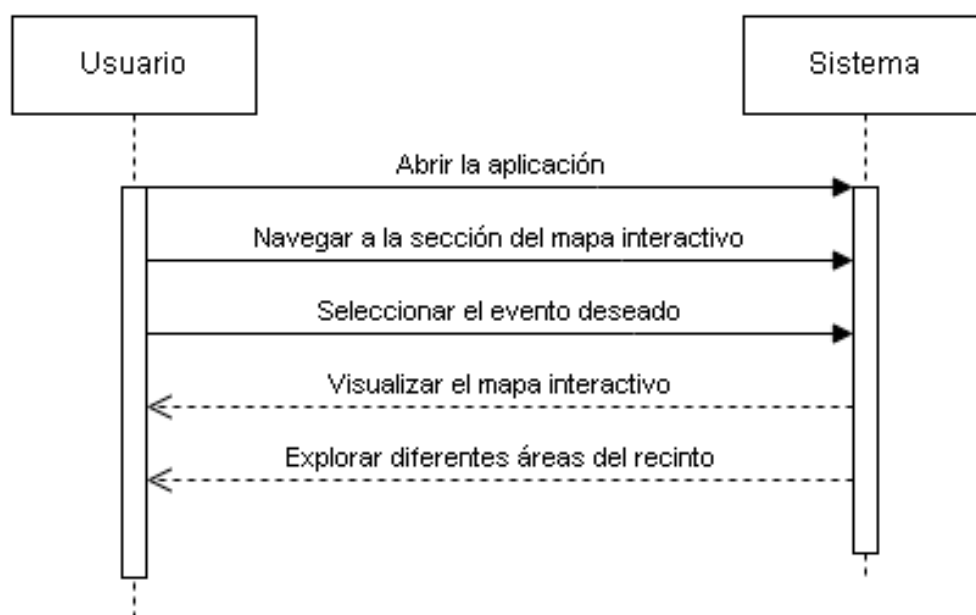 Usuario
Sistema
Abrir la aplicación
Navegar a la sección del mapa interactivo
Seleccionar el evento deseado
Visualizar el mapa interactivo
Explorar diferentes áreas del recinto